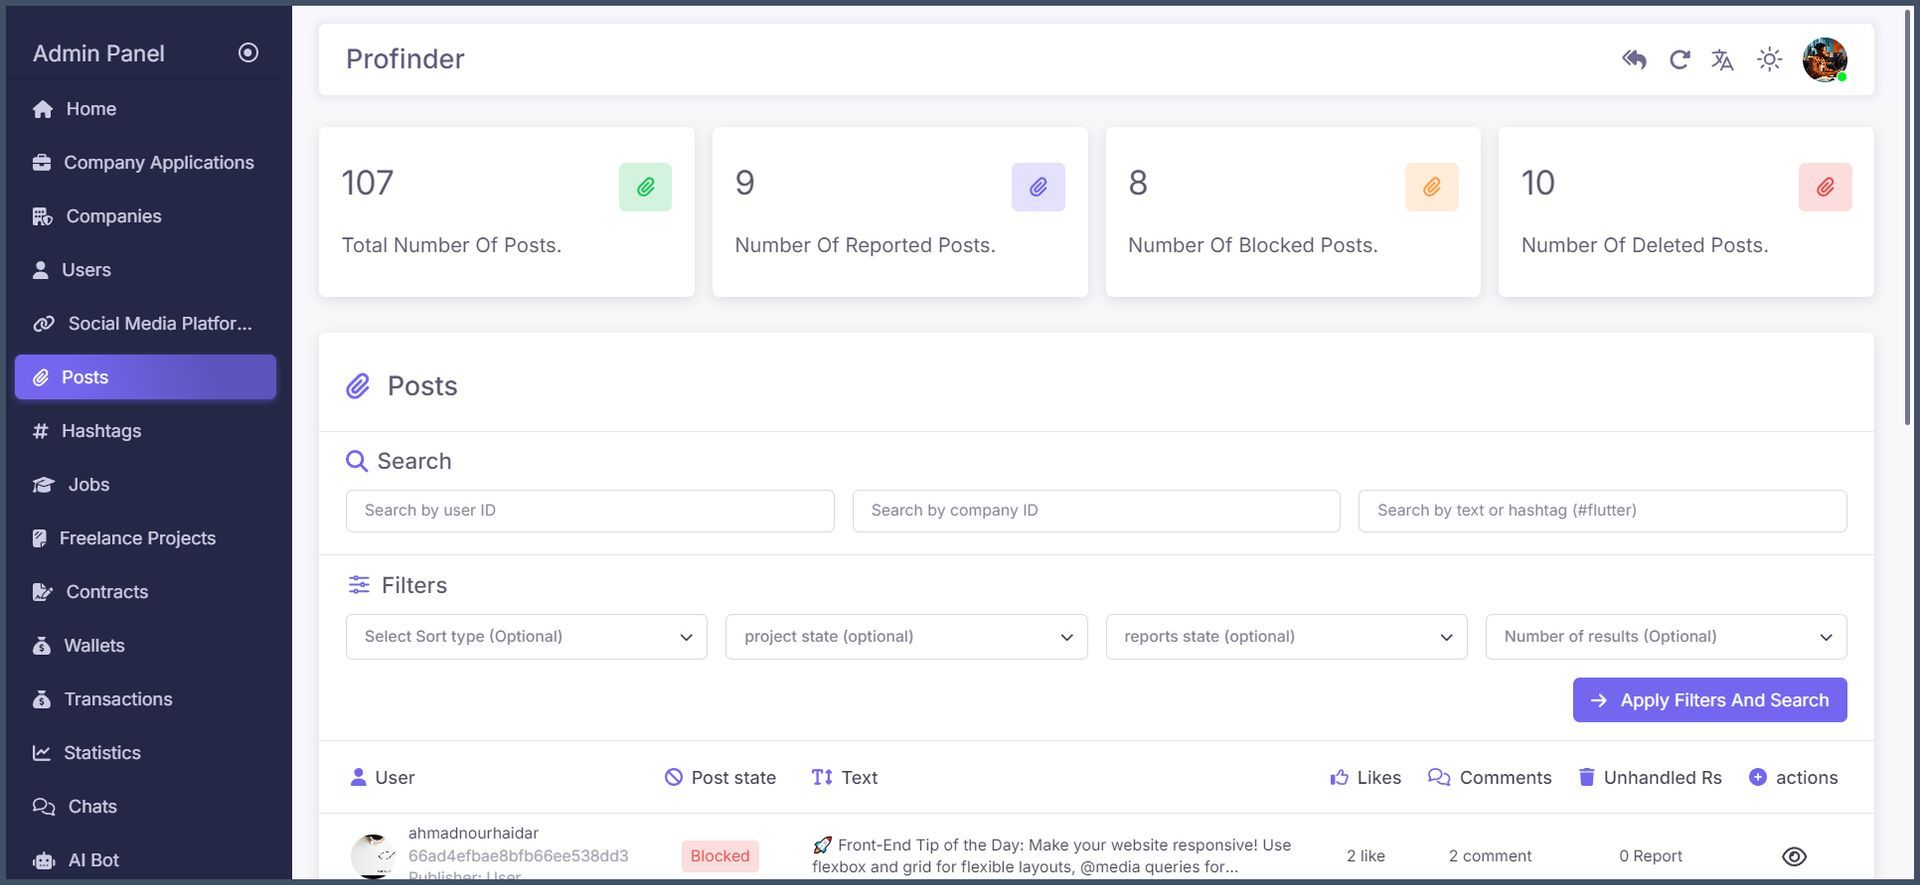 Admin Panel
Home
Company Applications
Companies
Users
Social Media Platfor...
Posts
Hashtags
Jobs
Freelance Projects
Contracts
Wallets
Transactions
Statistics
Chats
AI Bot
Profinder
107
Total Number Of Posts.
9
Number Of Reported Posts.
8
Number Of Blocked Posts.
10
Number Of Deleted Posts.
Posts
Search
Search by user ID
Search by company ID
Search by text or hashtag (#flutter)
Filters
Select Sort type (Optional)
project state (optional)
reports state (optional)
Number of results (Optional)
Apply Filters And Search
User
Post state
Text
Likes
Comments
Unhandled Rs
actions
ahmadnourhaidar
66ad4efbae8bfb66ee538dd3
Publisher: User
Blocked
🚀 Front-End Tip of the Day: Make your website responsive! Use
flexbox and grid for flexible layouts, @media queries for...
2 like
2 comment
0 Report